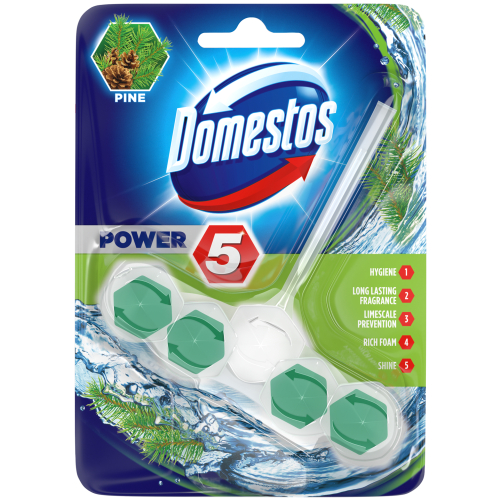 PINE
Domestos
POWER 5
HYGIENE 1
LONG LASTING
FRAGRANCE 2
LIMESCALE
PREVENTION 3
RICH FOAM 4
SHINE 5